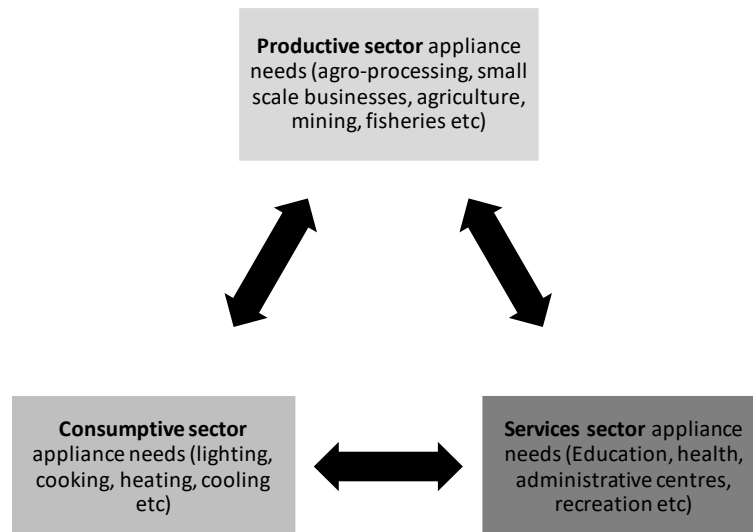 Productive sector appliance
needs (agro-processing, small
scale businesses, agriculture,
mining, fisheries etc)
Consumptive sector
appliance needs (lighting,
cooking, heating, cooling
etc)
Services sector appliance
needs (Education, health,
administrative centres,
recreation etc)